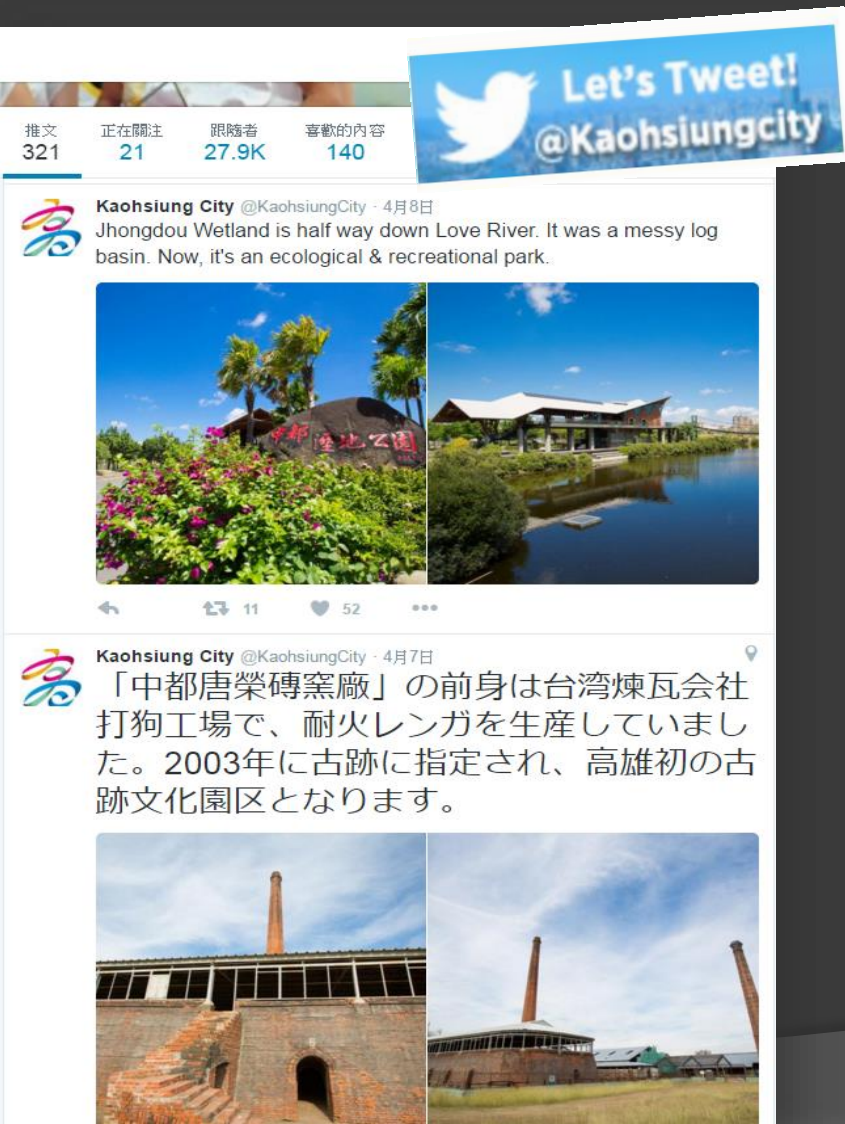 Let's Tweet!
@Kaohsiungcity
推文 正在關注 跟隨者 喜歡的內容
321 21 27.9K 140
Kaohsiung City @KaohsiungCity · 4月8日
Jhongdou Wetland is half way down Love River. It was a messy log
basin. Now, it's an ecological & recreational park.
中都 溼地公園
11 52
Kaohsiung City @KaohsiungCity · 4月7日
「中都唐榮磚窯廠」の前身は台湾煉瓦会社
打狗工場で、耐火レンガを生産していまし
た。2003年に古跡に指定され、高雄初の古
跡文化園区となります。